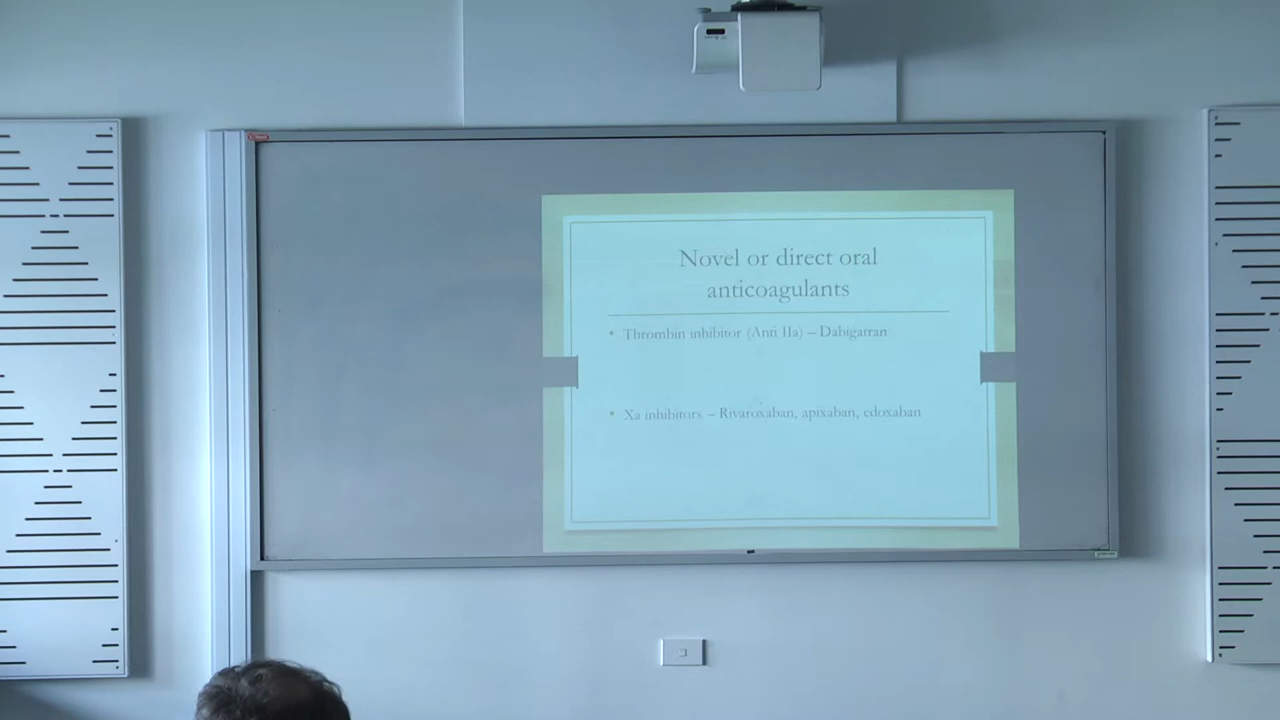 Novel or direct oral
anticoagulants
• Thrombin inhibitor (Anti IIa) – Dabigatran
• Xa inhibitors – Rivaroxaban, apixaban, edoxaban